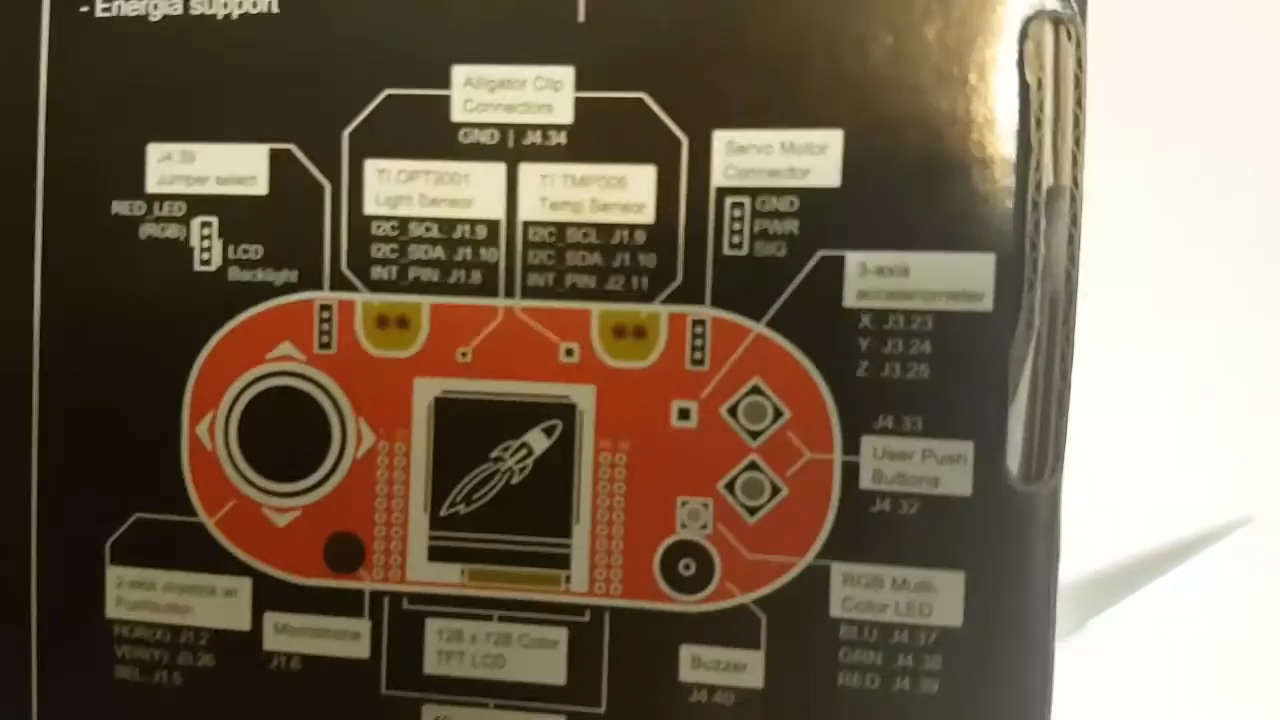 - Energia support
Alligator Clip
Connectors
GND | J4.34
J4.39
Jumper select
RED_LED
(RGB)
LCD
Backlight
TI OPT3001
Light Sensor
I2C_SCL: J1.9
I2C_SDA: J1.10
INT_PIN: J1.8
TI TMP006
Temp Sensor
I2C_SCL: J1.9
I2C_SDA: J1.10
INT_PIN: J2.11
Servo Motor
Connector
GND
PWR
SIG
3-axis
accelerometer
X: J3.23
Y: J3.24
Z: J3.25
J4.33
User Push
Buttons
J4.32
RGB Multi-
Color LED
BLU: J4.37
GRN: J4.38
RED: J4.39
2-axis Joystick w/
Pushbutton
HOR(X): J1.2
VER(Y): J3.26
SEL: J1.5
Microphone
J1.6
128 x 128 Color
TFT LCD
Buzzer
J4.40